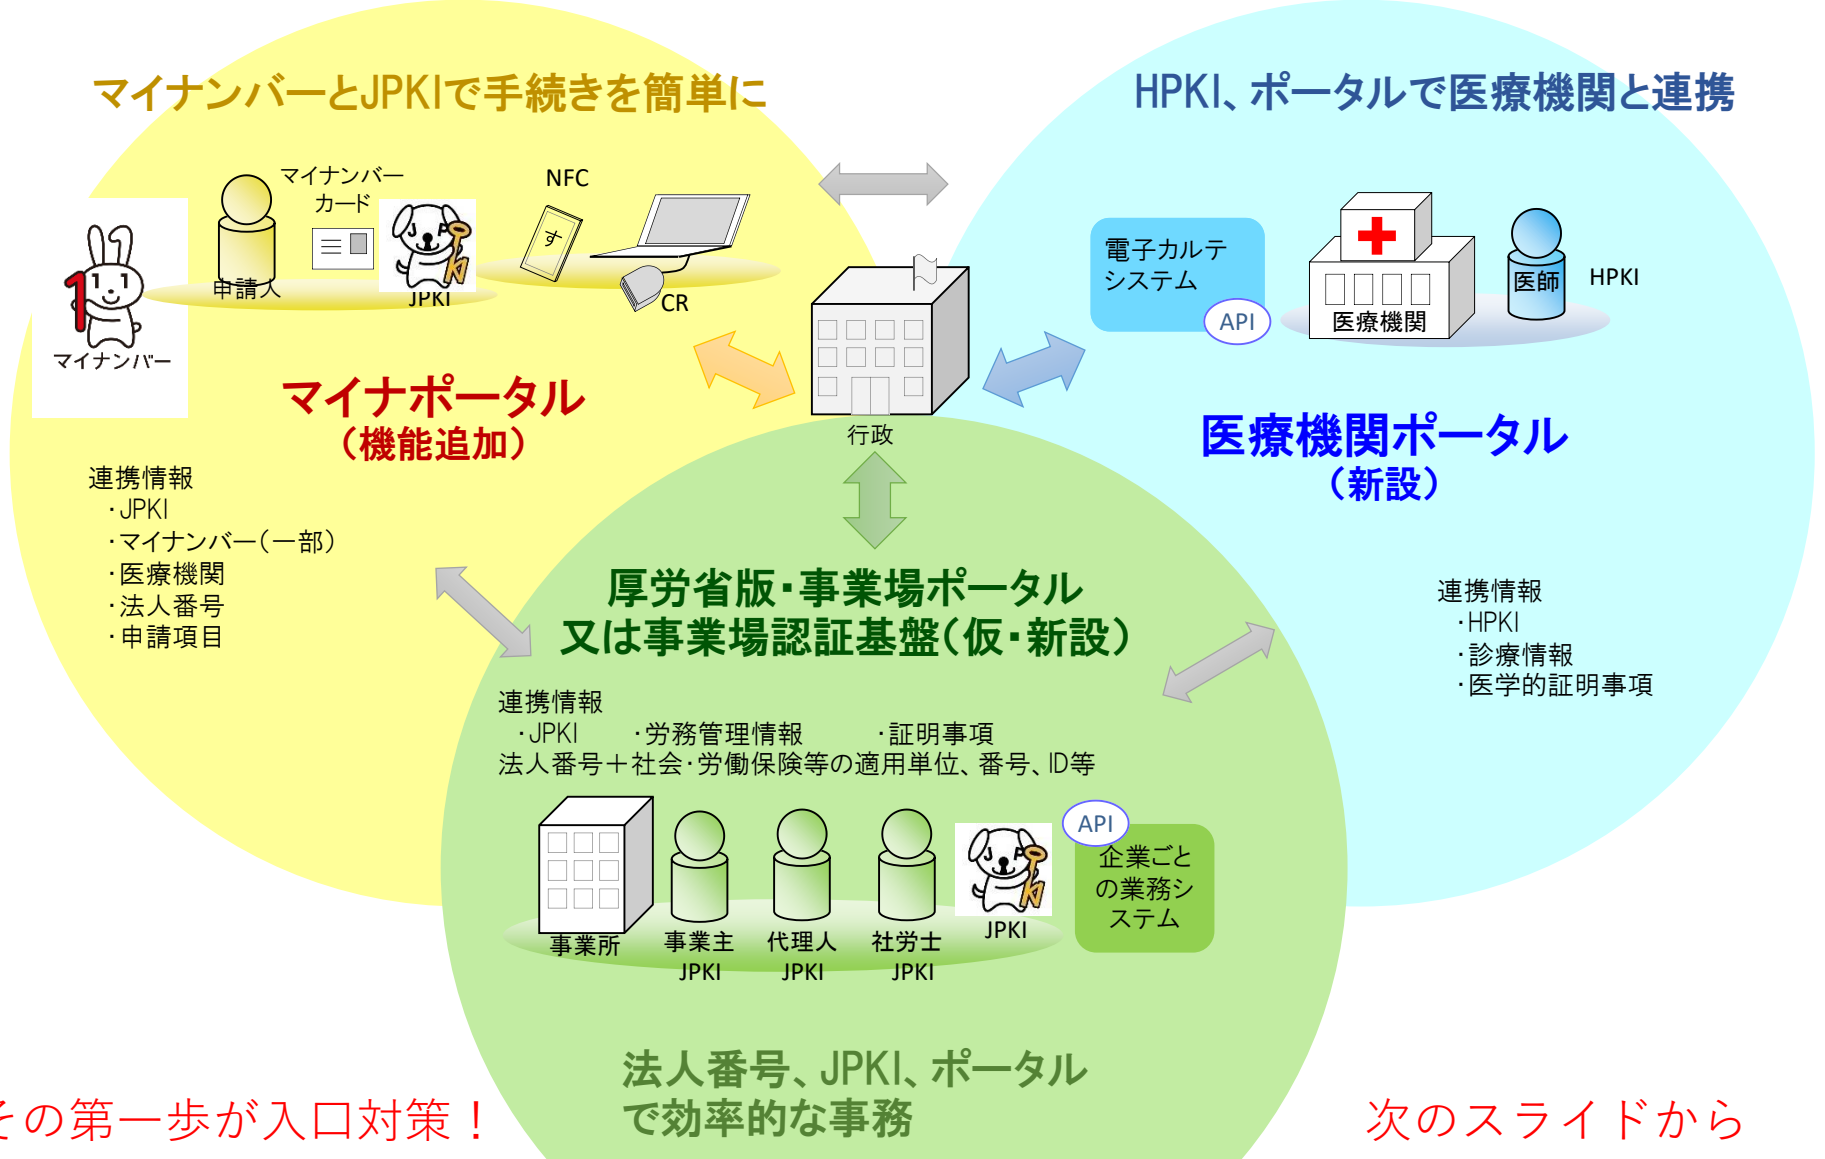 マイナンバーとJPKIで手続きを簡単に
HPKI、ポータルで医療機関と連携
マイナンバー
カード
NFC
す
申請人
JPKI
CR
1
マイナンバー
電子カルテ
システム
API
医療機関
医師
HPKI
マイナポータル
（機能追加）
行政
医療機関ポータル
（新設）
連携情報
・JPKI
・マイナンバー（一部）
・医療機関
・法人番号
・申請項目
厚労省版・事業場ポータル
又は事業場認証基盤（仮・新設）
連携情報
・HPKI
・診療情報
・医学的証明事項
連携情報
・JPKI　・労務管理情報　・証明事項
法人番号＋社会・労働保険等の適用単位、番号、ID等
事業所
事業主
JPKI
代理人
JPKI
社労士
JPKI
JPKI
API
企業ごと
の業務シ
ステム
法人番号、JPKI、ポータル
で効率的な事務
その第一歩が入口対策！
次のスライドから